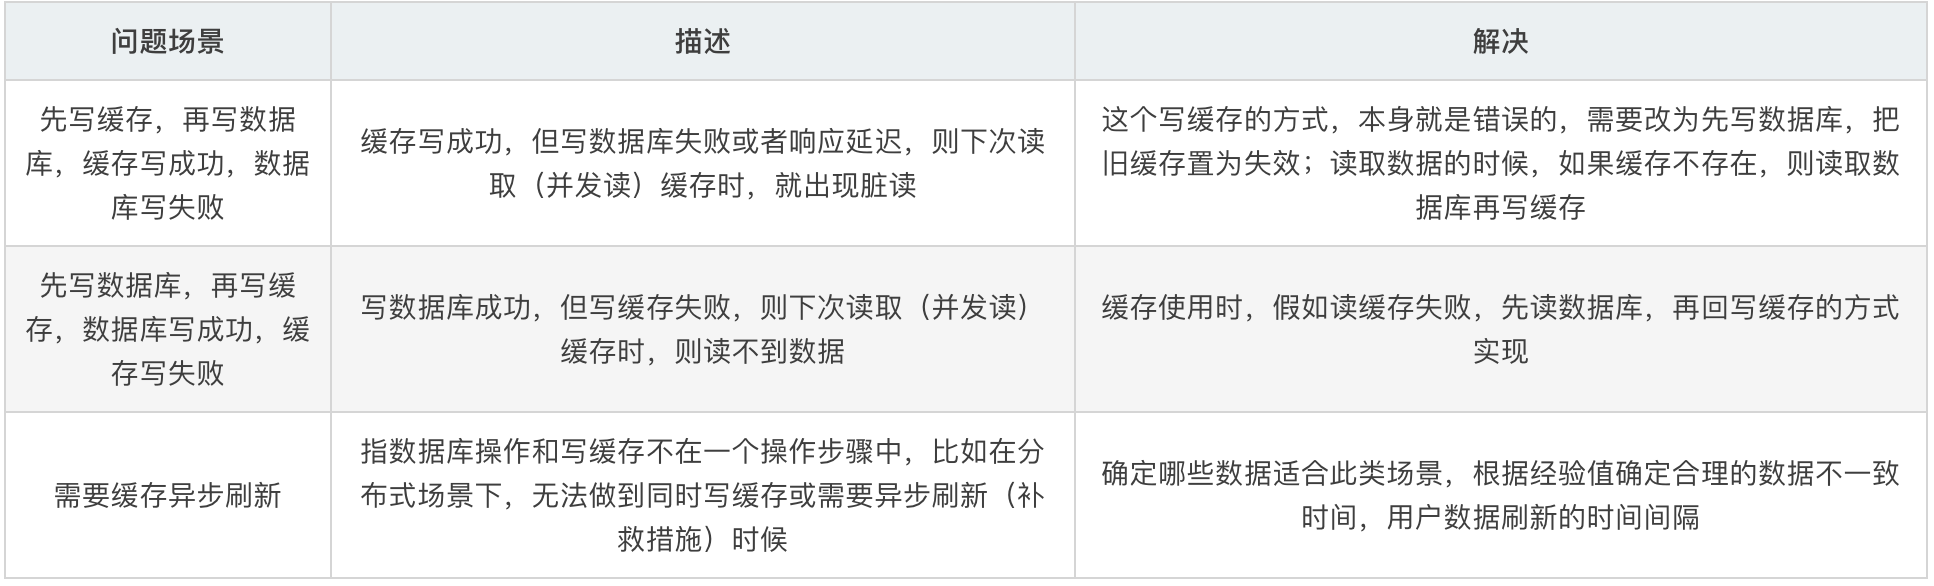 问题场景
描述
解决
先写缓存，再写数据
库，缓存写成功，数据
库写失败
缓存写成功，但写数据库失败或者响应延迟，则下次读
取（并发读）缓存时，就出现脏读
这个写缓存的方式，本身就是错误的，需要改为先写数据库，把
旧缓存置为失效；读取数据的时候，如果缓存不存在，则读取数
据库再写缓存
先写数据库，再写缓
存，数据库写成功，缓
存写失败
写数据库成功，但写缓存失败，则下次读取（并发读）
缓存时，则读不到数据
缓存使用时，假如读缓存失败，先读数据库，再回写缓存的方式
实现
需要缓存异步刷新
指数据库操作和写缓存不在一个操作步骤中，比如在分
布式场景下，无法做到同时写缓存或需要异步刷新（补
救措施）时候
确定哪些数据适合此类场景，根据经验值确定合理的数据不一致
时间，用户数据刷新的时间间隔